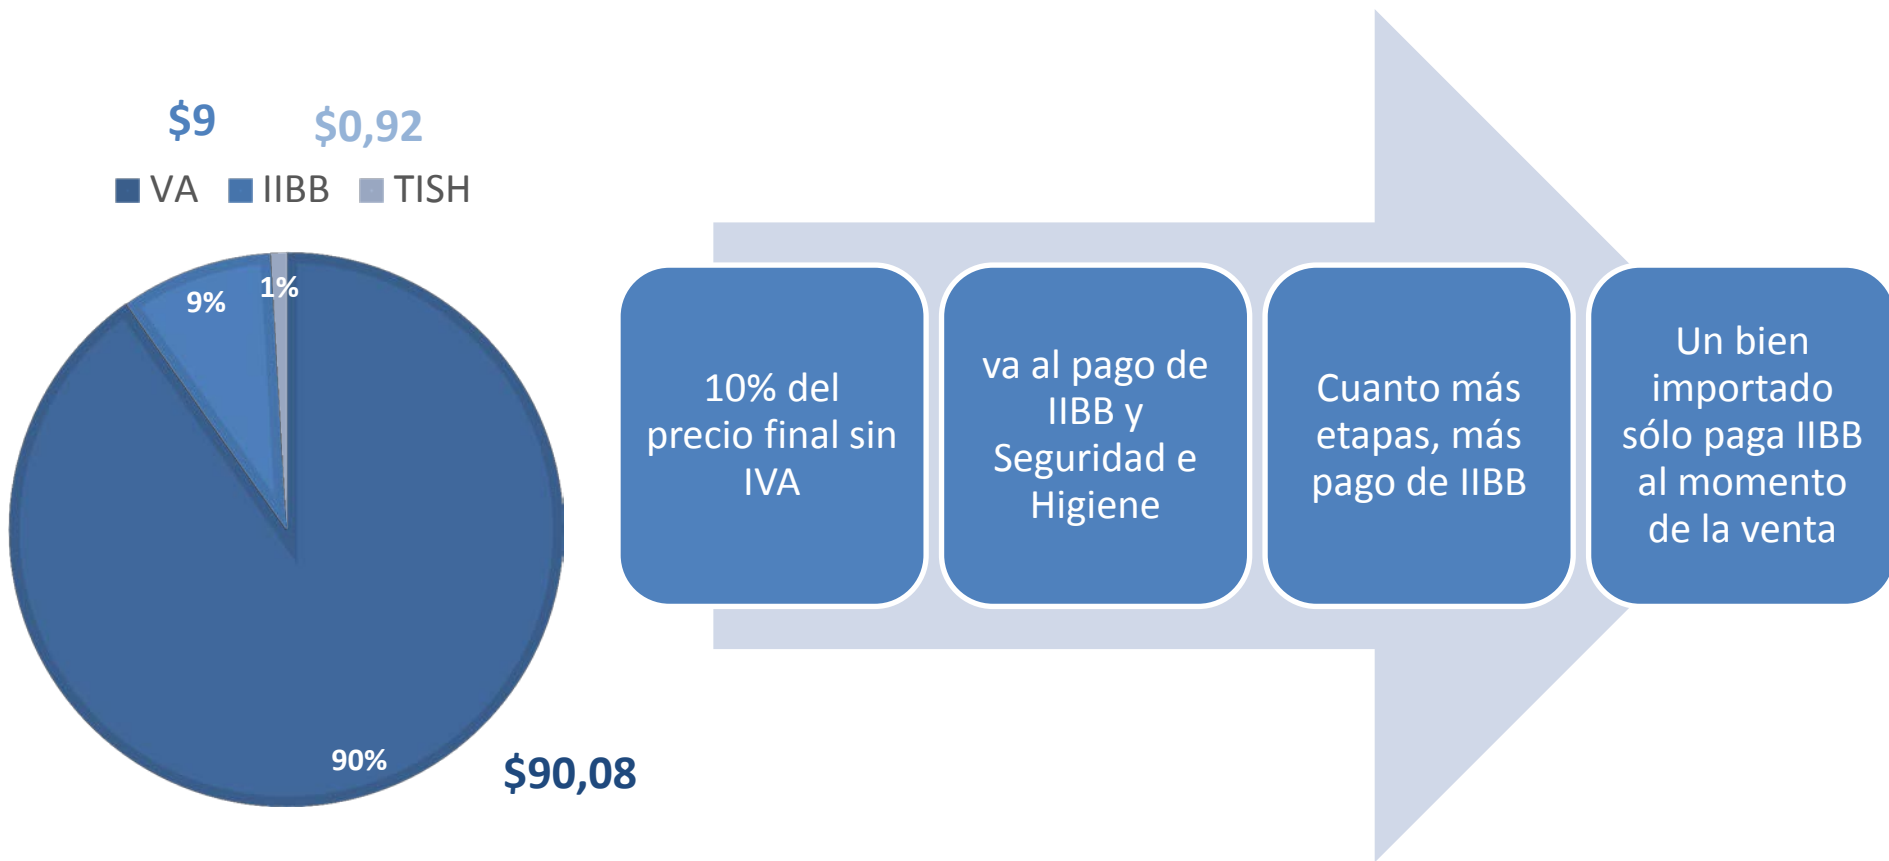 $9 $0,92
VA IIBB TISH
9% 1%
90%
$90,08
10% del
precio final sin
IVA
va al pago de
IIBB y
Seguridad e
Higiene
Cuanto más
etapas, más
pago de IIBB
Un bien
importado
sólo paga IIBB
al momento
de la venta